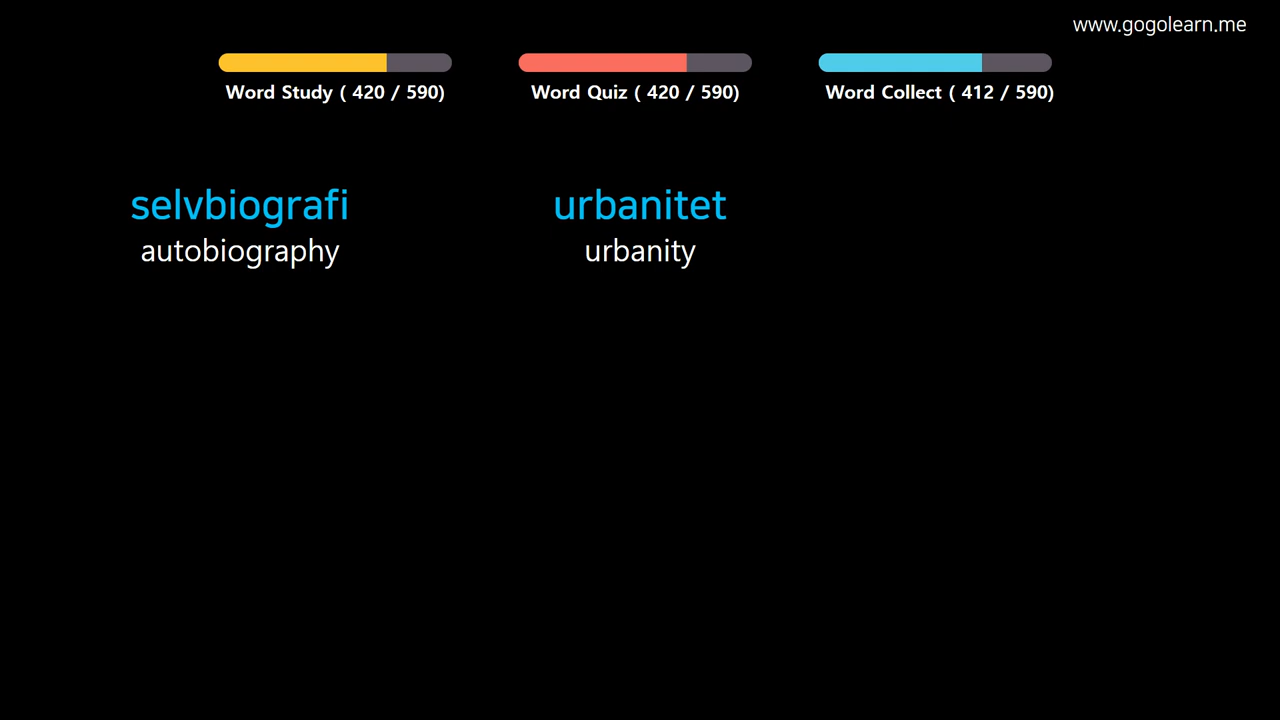 www.gogolearn.me
Word Study ( 420 / 590)
Word Quiz ( 420 / 590)
Word Collect ( 412 / 590)
selvbiografi
autobiography
urbanitet
urbanity